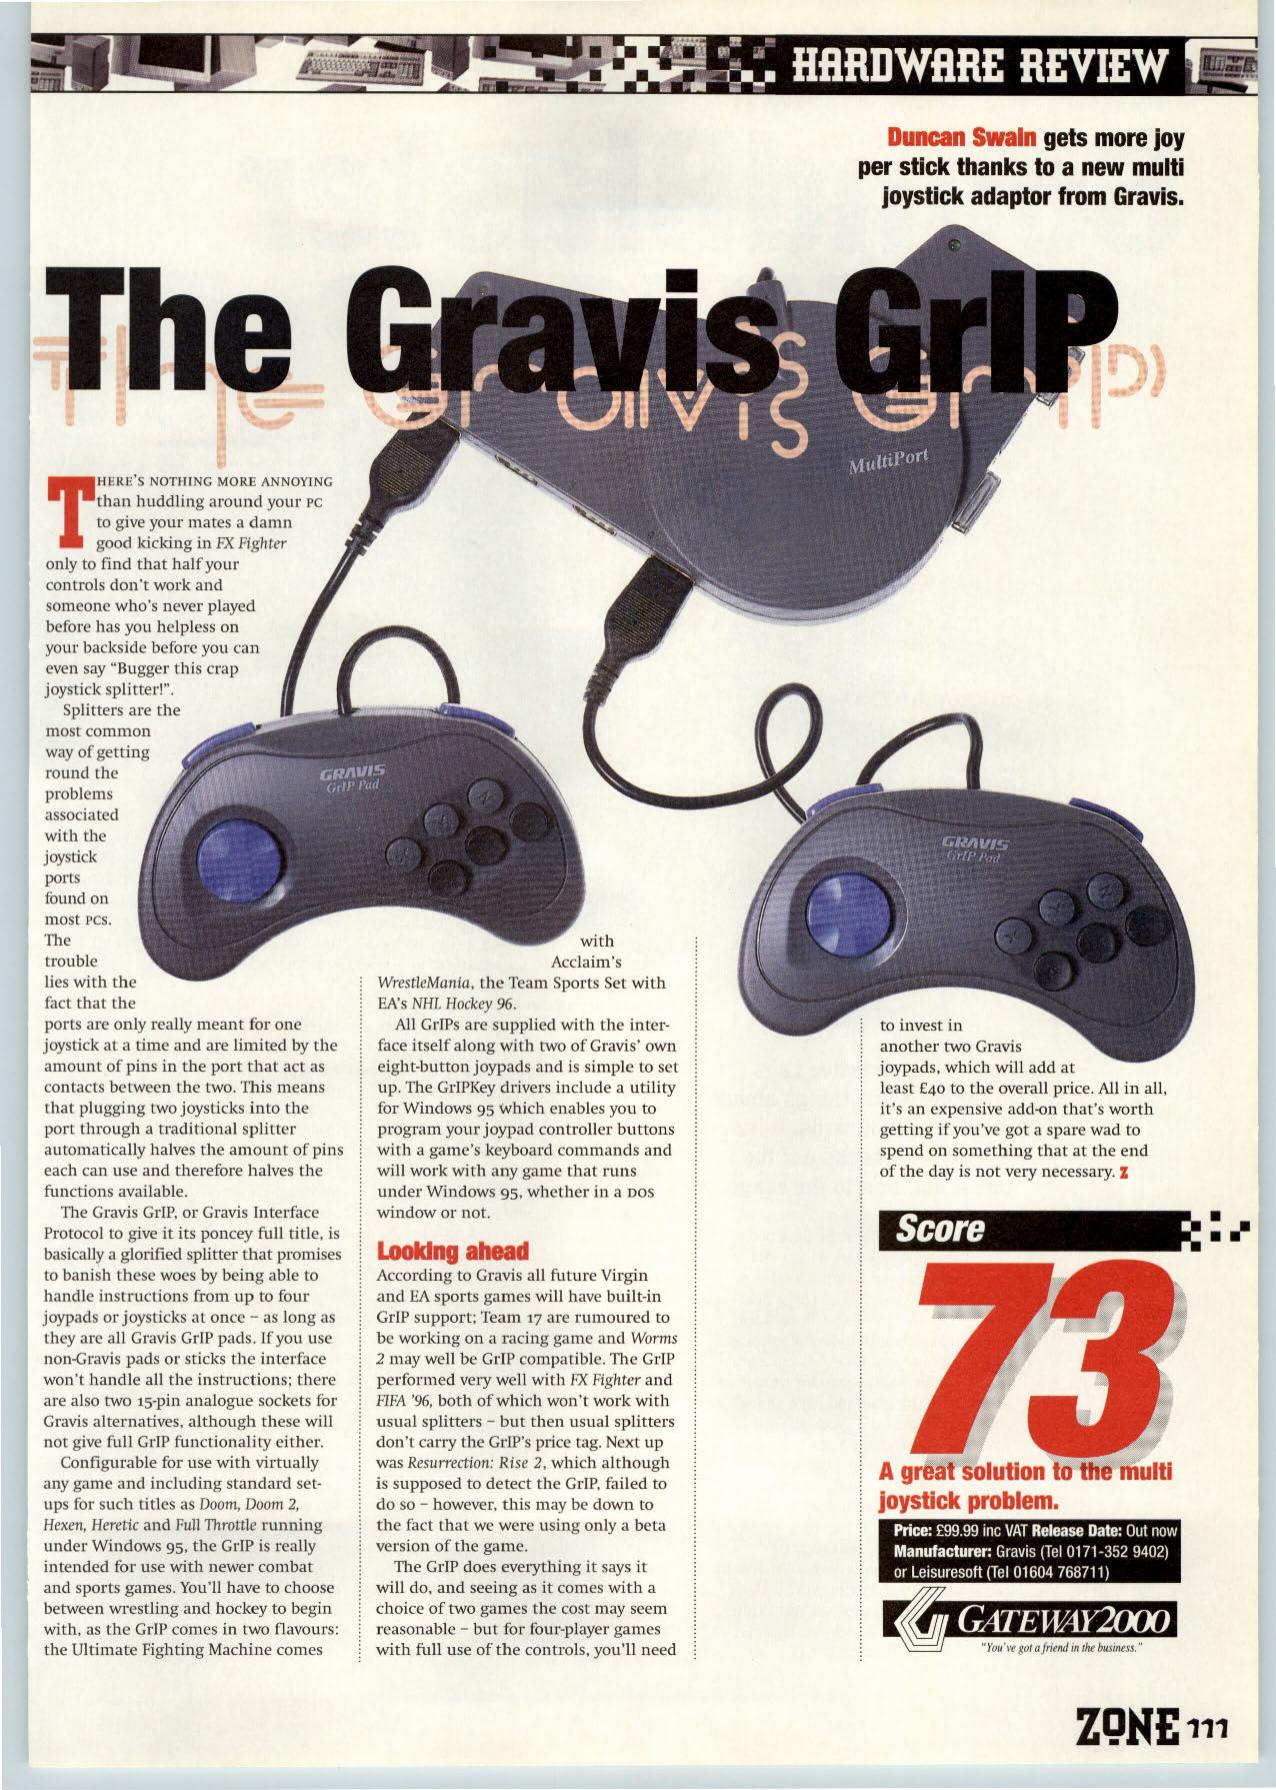 HARDWARE REVIEW
Duncan Swain gets more joy
per stick thanks to a new multi
joystick adaptor from Gravis.
The Gravis GrIP
The Gravis GrIP
MultiPort
THERE'S NOTHING MORE ANNOYING
than huddling around your PC
to give your mates a damn
good kicking in FX Fighter
only to find that half your
controls don't work and
someone who's never played
before has you helpless on
your backside before you can
even say "Bugger this crap
joystick splitter!".
Splitters are the
most common
way of getting
round the
problems
associated
with the
joystick
ports
found on
most PCs.
The
trouble
lies with the
fact that the
ports are only really meant for one
joystick at a time and are limited by the
amount of pins in the port that act as
contacts between the two. This means
that plugging two joysticks into the
port through a traditional splitter
automatically halves the amount of pins
each can use and therefore halves the
functions available.
The Gravis GrIP, or Gravis Interface
Protocol to give it its poncey full title, is
basically a glorified splitter that promises
to banish these woes by being able to
handle instructions from up to four
joypads or joysticks at once – as long as
they are all Gravis GrIP pads. If you use
non-Gravis pads or sticks the interface
won't handle all the instructions; there
are also two 15-pin analogue sockets for
Gravis alternatives, although these will
not give full GrIP functionality either.
Configurable for use with virtually
any game and including standard set-
ups for such titles as Doom, Doom 2,
Hexen, Heretic and Full Throttle running
under Windows 95, the GrIP is really
intended for use with newer combat
and sports games. You'll have to choose
between wrestling and hockey to begin
with, as the GrIP comes in two flavours:
the Ultimate Fighting Machine comes
GRAVIS
GrIP Pad
GRAVIS
GrIP Pad
with
Acclaim's
WrestleMania, the Team Sports Set with
EA's NHL Hockey 96.
All GrIPs are supplied with the inter-
face itself along with two of Gravis' own
eight-button joypads and is simple to set
up. The GrIPKey drivers include a utility
for Windows 95 which enables you to
program your joypad controller buttons
with a game's keyboard commands and
will work with any game that runs
under Windows 95, whether in a DOS
window or not.
Looking ahead
According to Gravis all future Virgin
and EA sports games will have built-in
GrIP support; Team 17 are rumoured to
be working on a racing game and Worms
2 may well be GrIP compatible. The GrIP
performed very well with FX Fighter and
FIFA '96, both of which won't work with
usual splitters – but then usual splitters
don't carry the GrIP's price tag. Next up
was Resurrection: Rise 2, which although
is supposed to detect the GrIP, failed to
do so – however, this may be down to
the fact that we were using only a beta
version of the game.
The GrIP does everything it says it
will do, and seeing as it comes with a
choice of two games the cost may seem
reasonable – but for four-player games
with full use of the controls, you'll need
to invest in
another two Gravis
joypads, which will add at
least £40 to the overall price. All in all,
it's an expensive add-on that's worth
getting if you've got a spare wad to
spend on something that at the end
of the day is not very necessary. Z
Score
73
A great solution to the multi
joystick problem.
Price: £99.99 inc VAT Release Date: Out now
Manufacturer: Gravis (Tel 0171-352 9402)
or Leisuresoft (Tel 01604 768711)
GATEWAY2000
"You've got a friend in the business."
ZONE 111